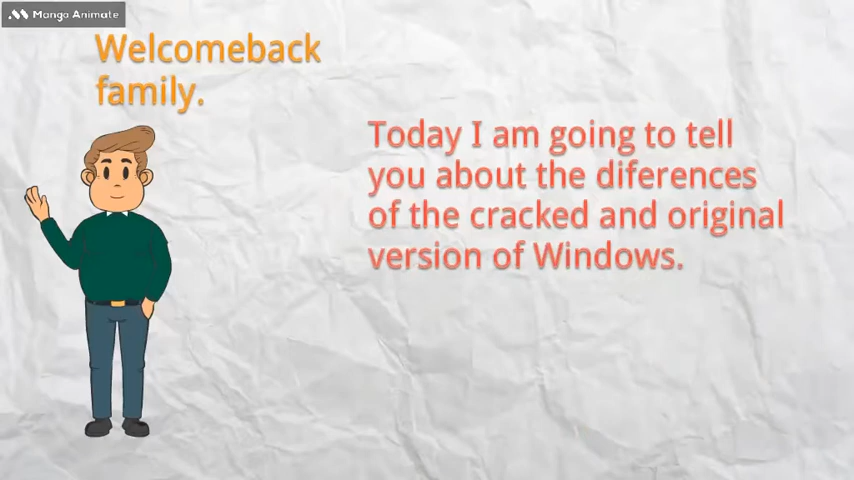 Mango Animate
Welcomeback
family.
Today I am going to tell
you about the diferences
of the cracked and original
version of Windows.